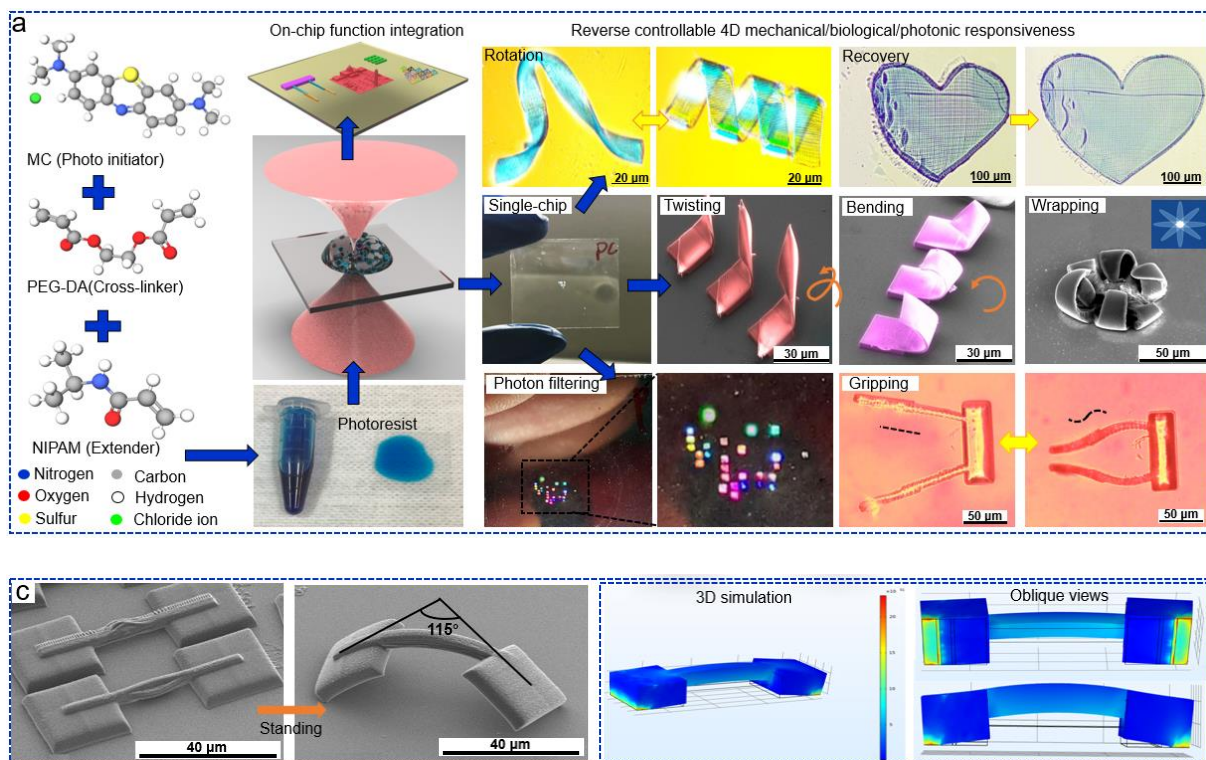 a
On-chip function integration
Reverse controllable 4D mechanical/biological/photonic responsiveness
MC (Photo initiator)
PEG-DA(Cross-linker)
NIPAM (Extender)
Nitrogen
Carbon
Oxygen
Hydrogen
Sulfur
Chloride ion
Photoresist
Rotation
20 µm
20 µm
Recovery
100 µm
100 µm
Single-chip
Twisting
30 µm
Bending
30 µm
Wrapping
50 µm
Photon filtering
Gripping
50 µm
50 µm
c
Standing
40 µm
115°
40 µm
3D simulation
Oblique views